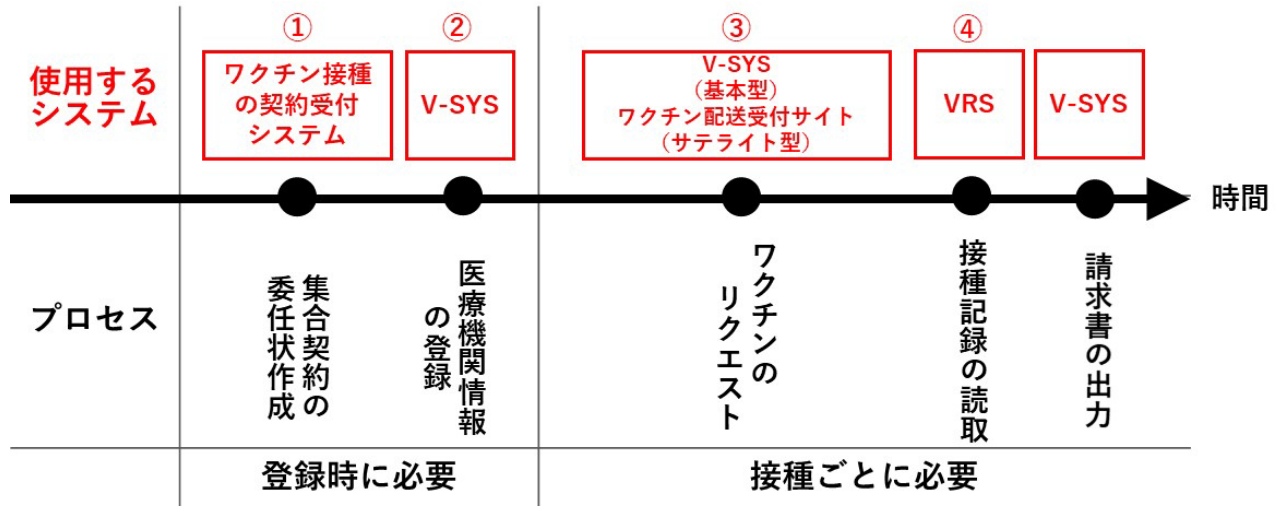 ①
②
③
④
使用する
システム
ワクチン接種
の契約受付
システム
V-SYS
V-SYS
（基本型）
ワクチン配送受付サイト
（サテライト型）
VRS
V-SYS
時間
プロセス
集合契約の
委任状作成
医療機関情報
の登録
ワクチンの
リクエスト
接種記録の読取
請求書の出力
登録時に必要
接種ごとに必要